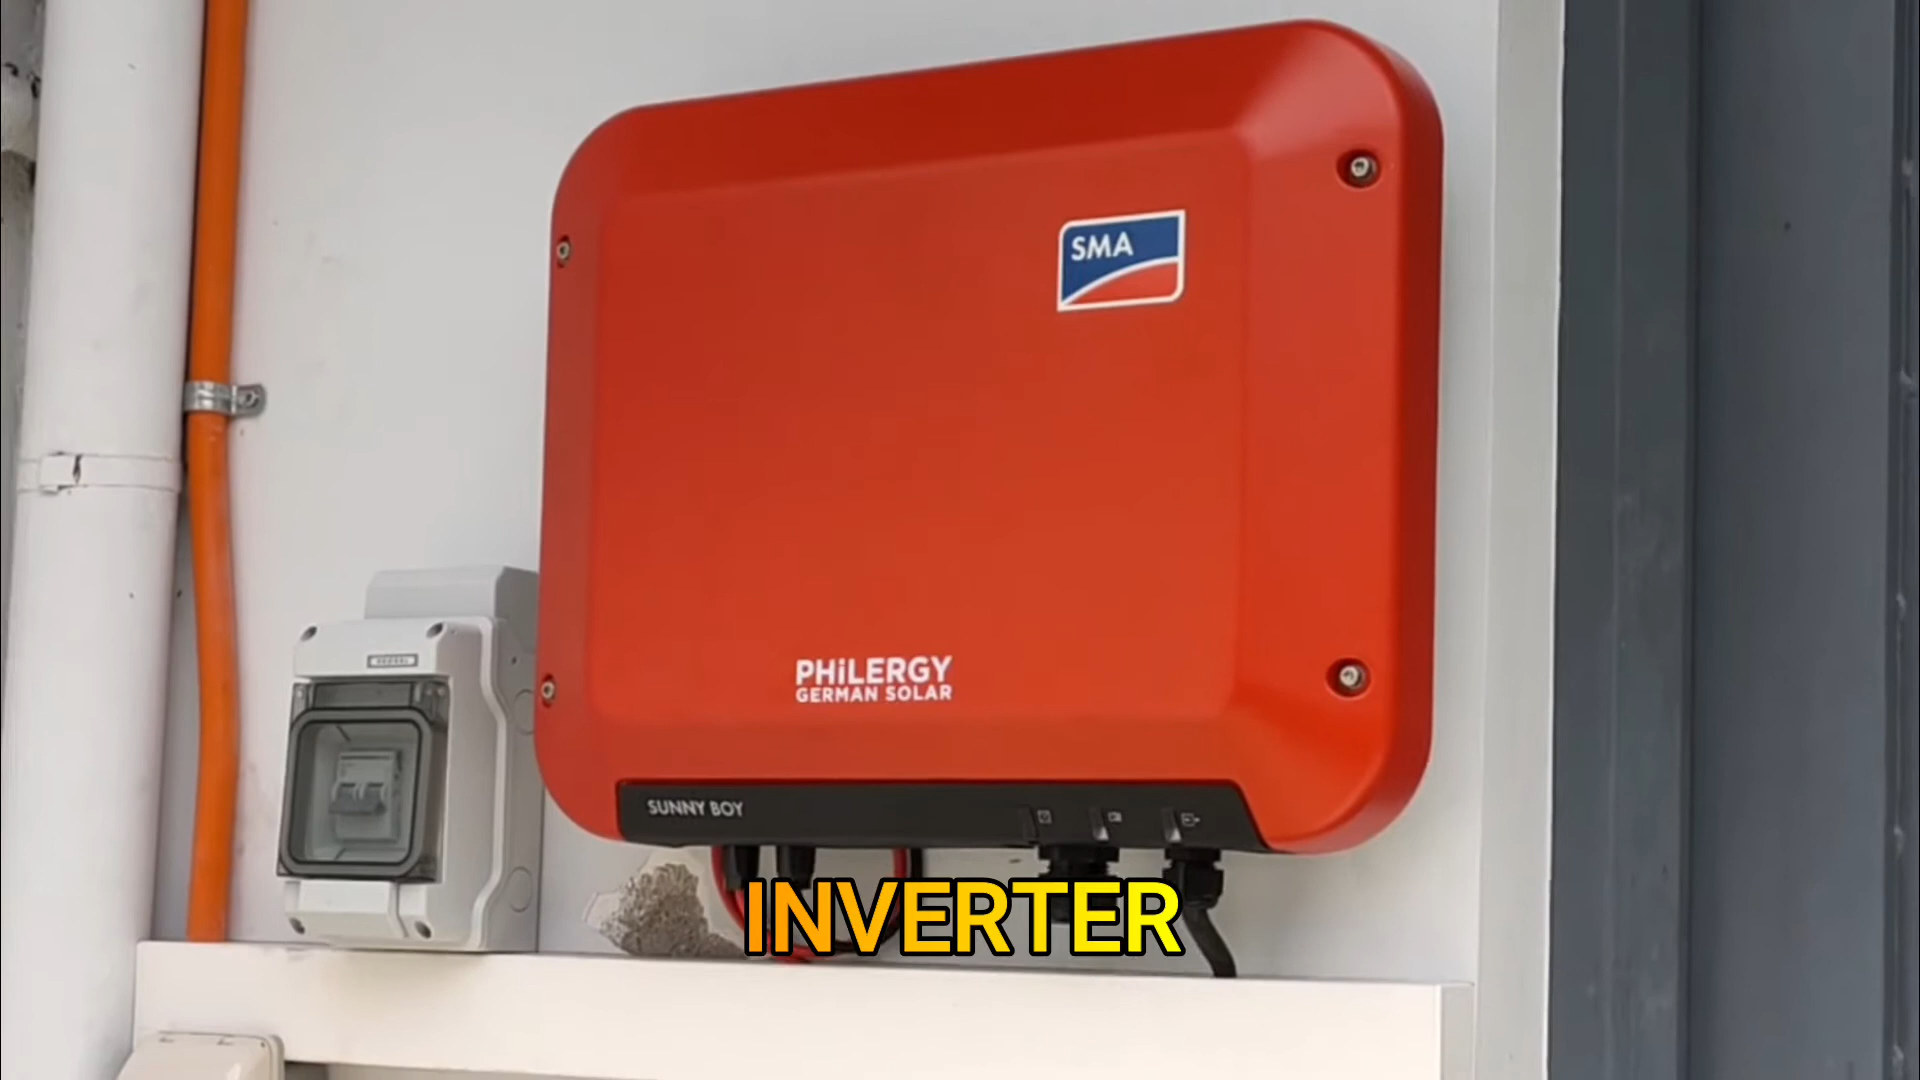 SMA
PHiLERGY
GERMAN SOLAR
SUNNY BOY
INVERTER